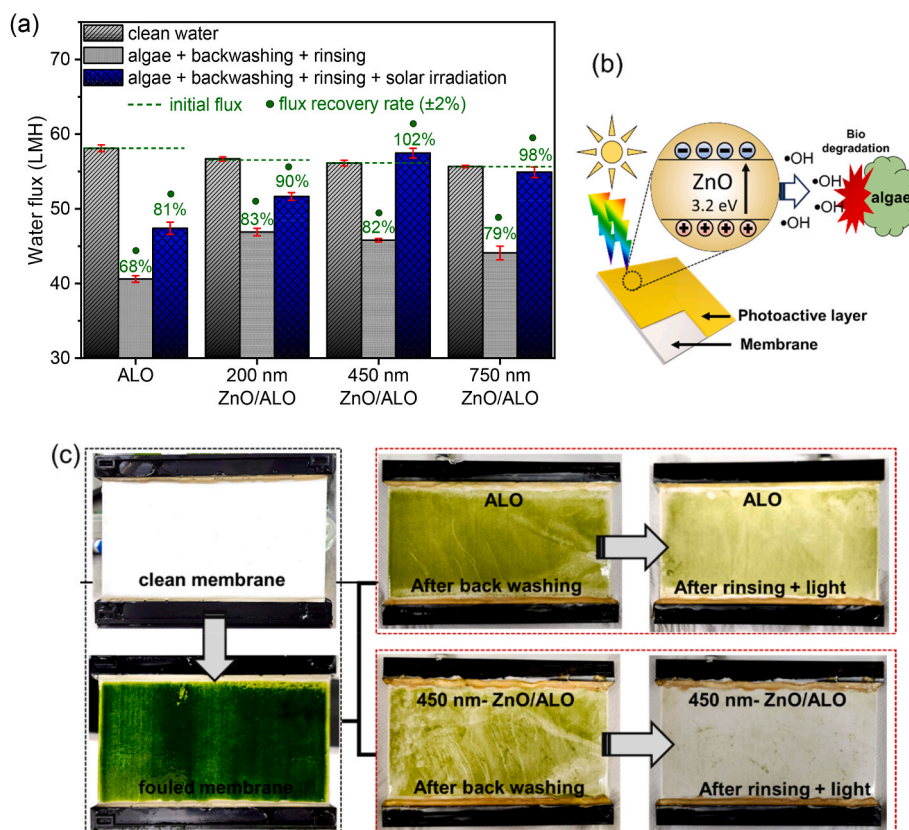 (a)
clean water
algae + backwashing + rinsing
algae + backwashing + rinsing + solar irradiation
initial flux
flux recovery rate (±2%)
Water flux (LMH)
70
60
50
40
30
68%
81%
83%
90%
82%
102%
79%
98%
ALO
200 nm
ZnO/ALO
450 nm
ZnO/ALO
750 nm
ZnO/ALO
(b)
ZnO
3.2 eV
•OH
•OH
•OH
•OH
Bio
degradation
algae
Photoactive layer
Membrane
(c)
clean membrane
fouled membrane
ALO
After back washing
ALO
After rinsing + light
450 nm- ZnO/ALO
After back washing
450 nm- ZnO/ALO
After rinsing + light